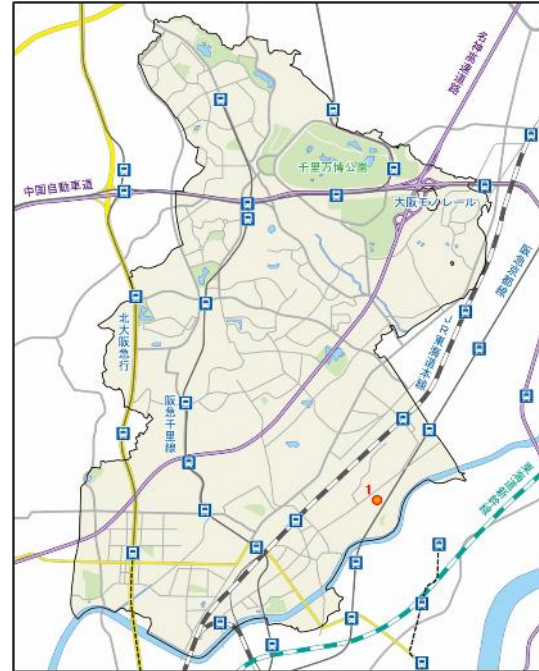 名神高速道路
千里万博公園
中国自動車道
大阪モノレール
阪急京都線
JR東海道本線
北大阪急行
阪急千里線
1
東海道新幹線